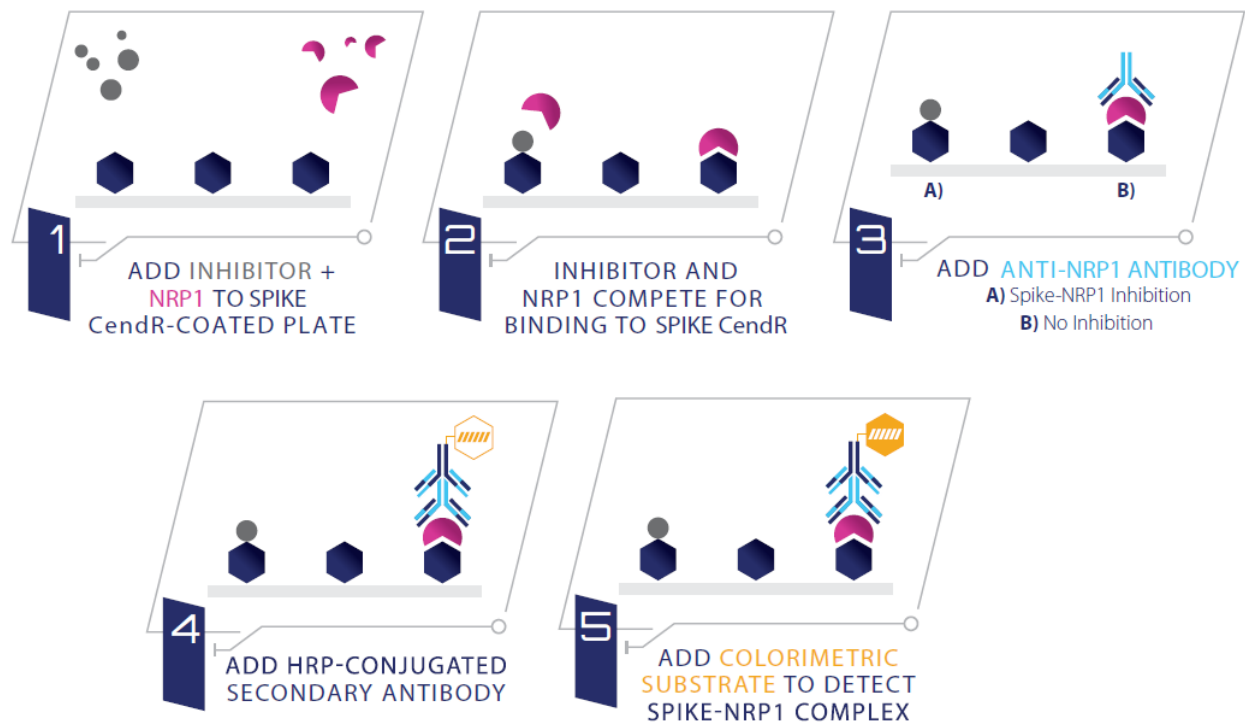 1
ADD INHIBITOR +
NRP1 TO SPIKE
CendR-COATED PLATE
2
INHIBITOR AND
NRP1 COMPETE FOR
BINDING TO SPIKE CendR
A)
B)
3
ADD ANTI-NRP1 ANTIBODY
A) Spike-NRP1 Inhibition
B) No Inhibition
4
ADD HRP-CONJUGATED
SECONDARY ANTIBODY
5
ADD COLORIMETRIC
SUBSTRATE TO DETECT
SPIKE-NRP1 COMPLEX